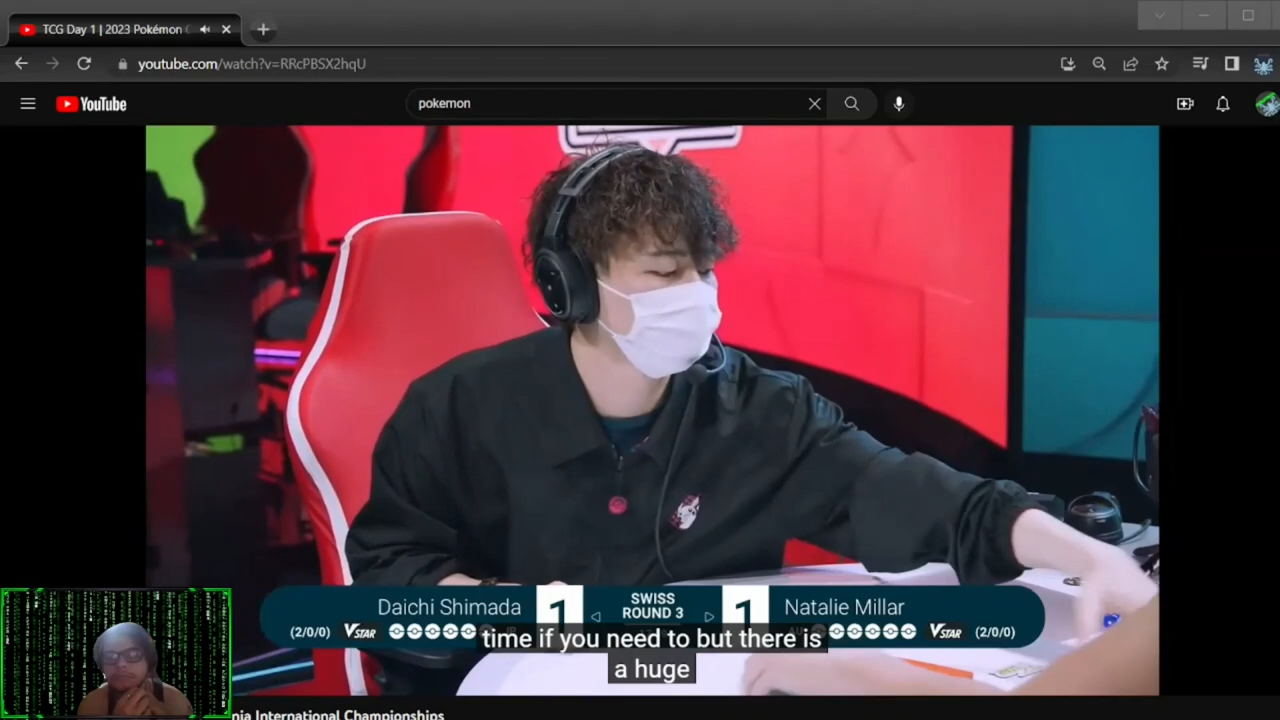 TCG Day 1 | 2023 Pokémon
youtube.com/watch?v=RRcPBSX2hqU
YouTube
pokemon
Daichi Shimada
1
SWISS
ROUND 3
1
Natalie Millar
(2/0/0)
VSTAR
VSTAR
(2/0/0)
time if you need to but there is
a huge
International Championships